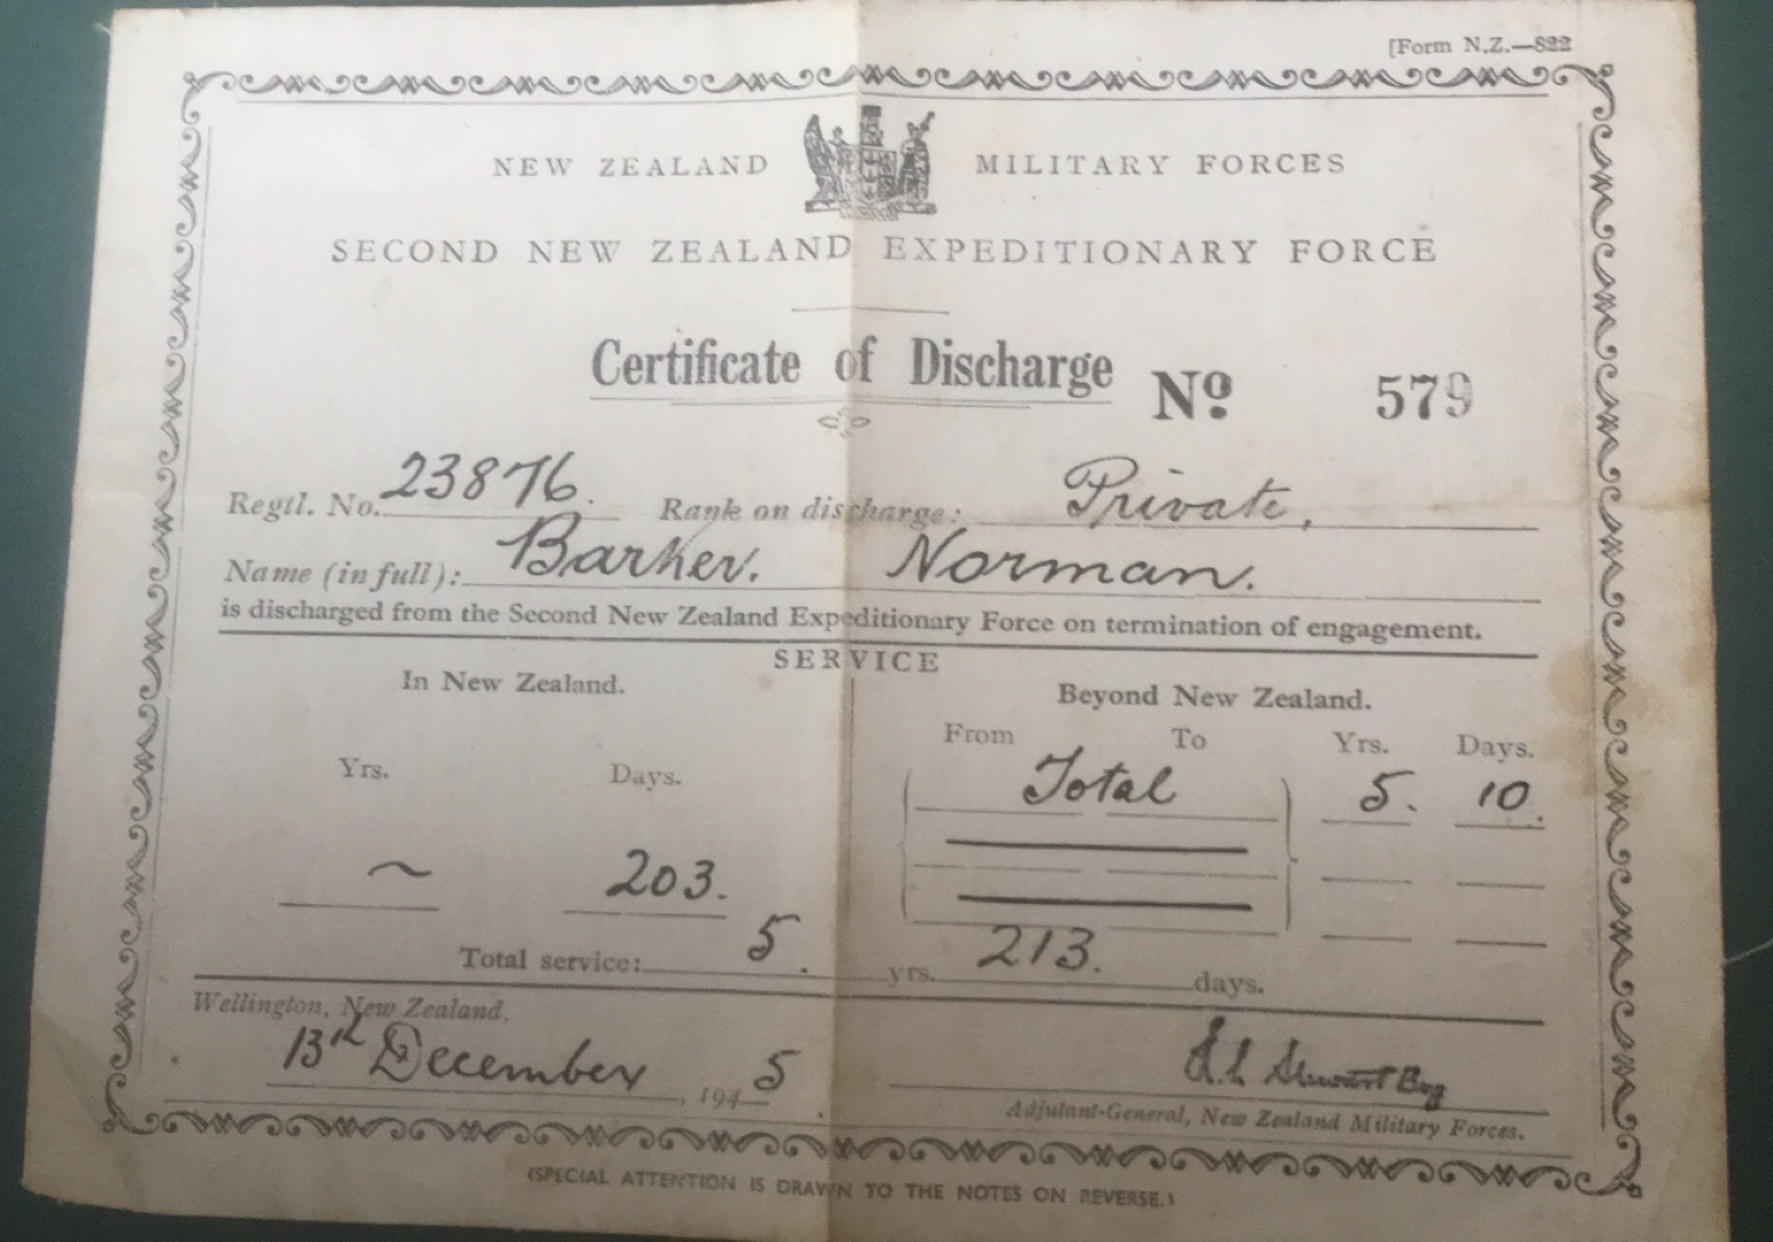 [Form N.Z.—822
NEW ZEALAND MILITARY FORCES
SECOND NEW ZEALAND EXPEDITIONARY FORCE
Certificate of Discharge No 579
Regtl. No. 23876. Rank on discharge: Private,
Name (in full): Barker. Norman.
is discharged from the Second New Zealand Expeditionary Force on termination of engagement.
SERVICE
In New Zealand. Beyond New Zealand.
From To Yrs. Days.
Yrs. Days.
Total 5. 10.
~ 203.
Total service: 5. yrs. 213. days.
Wellington, New Zealand,
13th December, 1945
Stewart Brig
Adjutant-General, New Zealand Military Forces.
(SPECIAL ATTENTION IS DRAWN TO THE NOTES ON REVERSE.)